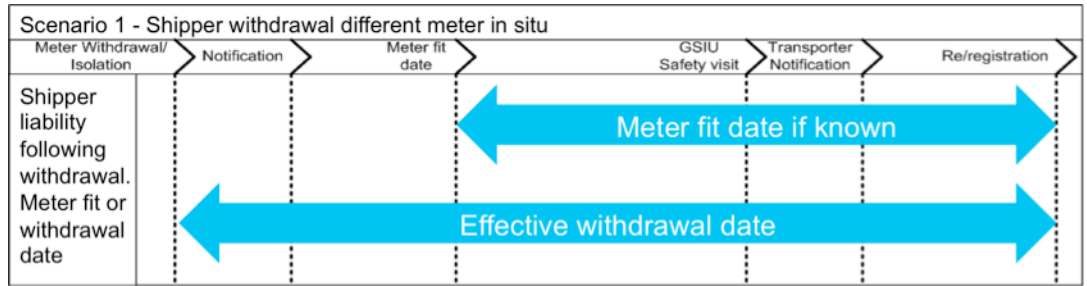 Scenario 1 - Shipper withdrawal different meter in situ
Meter Withdrawal/
Isolation
Notification
Meter fit
date
GSIU
Safety visit
Transporter
Notification
Re/registration
Shipper
liability
following
withdrawal.
Meter fit or
withdrawal
date
Meter fit date if known
Effective withdrawal date